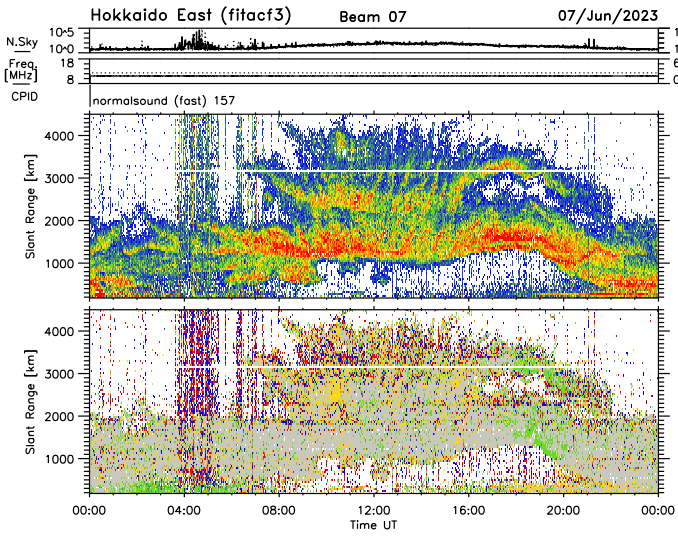 Hokkaido East (fitacf3) Beam 07 07/Jun/2023
N.Sky 10^5 10^0 1 1
Freq. [MHz] 18 8 6 8
CPID normalsound (fast) 157
Slant Range [km] 4000 3000 2000 1000
Slant Range [km] 4000 3000 2000 1000
00:00 04:00 08:00 12:00 16:00 20:00 00:00
Time UT